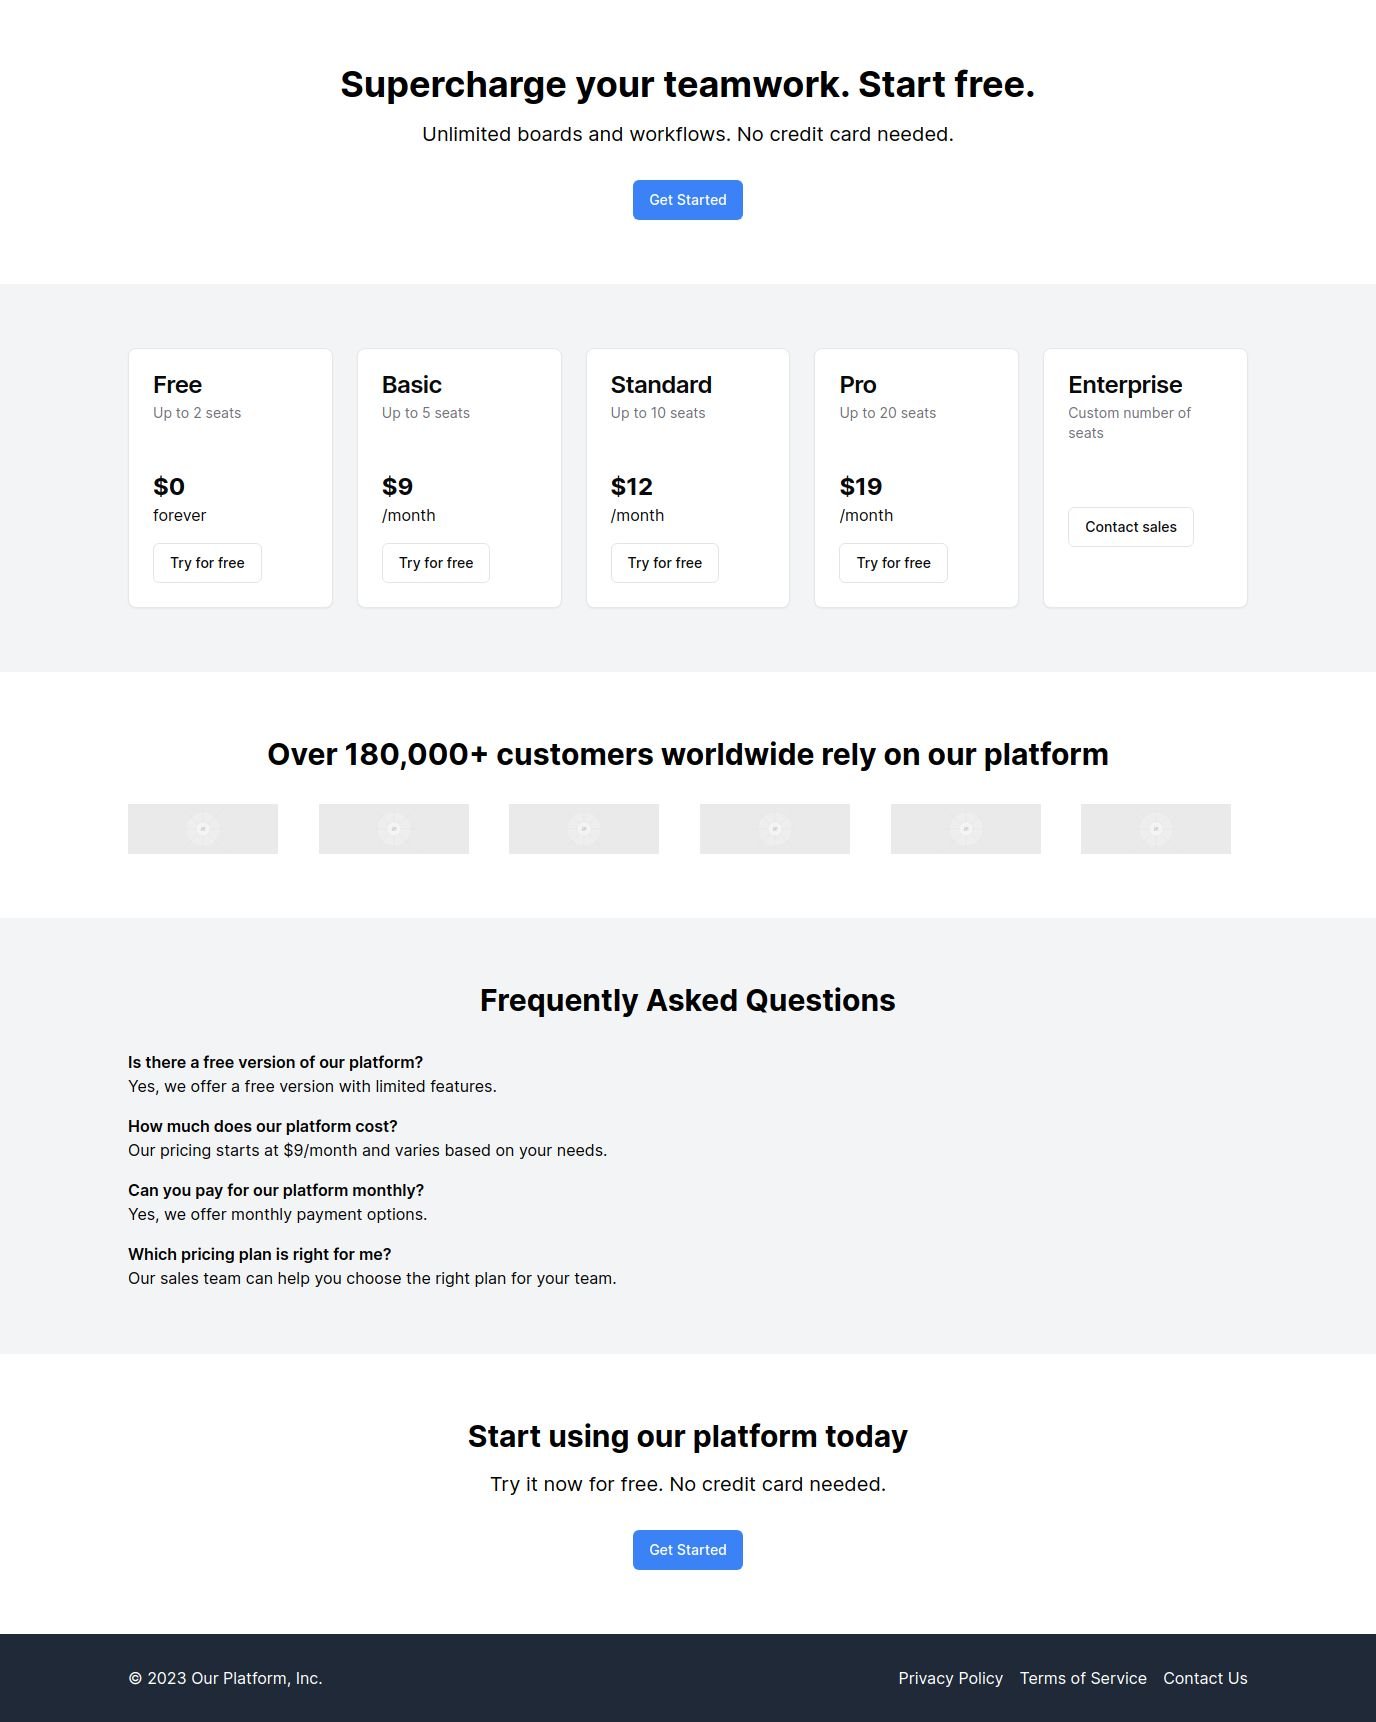 Supercharge your teamwork. Start free.
Unlimited boards and workflows. No credit card needed.
Get Started
Free
Up to 2 seats
$0
forever
Try for free
Basic
Up to 5 seats
$9
/month
Try for free
Standard
Up to 10 seats
$12
/month
Try for free
Pro
Up to 20 seats
$19
/month
Try for free
Enterprise
Custom number of
seats
Contact sales
Over 180,000+ customers worldwide rely on our platform
Frequently Asked Questions
Is there a free version of our platform?
Yes, we offer a free version with limited features.
How much does our platform cost?
Our pricing starts at $9/month and varies based on your needs.
Can you pay for our platform monthly?
Yes, we offer monthly payment options.
Which pricing plan is right for me?
Our sales team can help you choose the right plan for your team.
Start using our platform today
Try it now for free. No credit card needed.
Get Started
© 2023 Our Platform, Inc.
Privacy Policy
Terms of Service
Contact Us